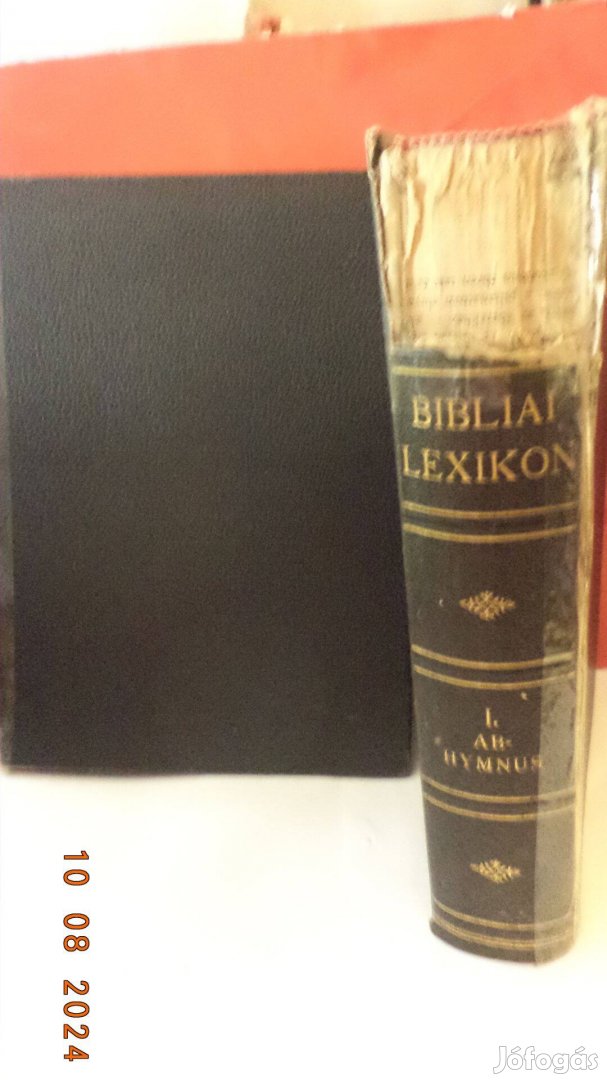 BIBLIAI
LEXIKON
I.
AB-
HYMNUS
10 08 2024
Jófogás